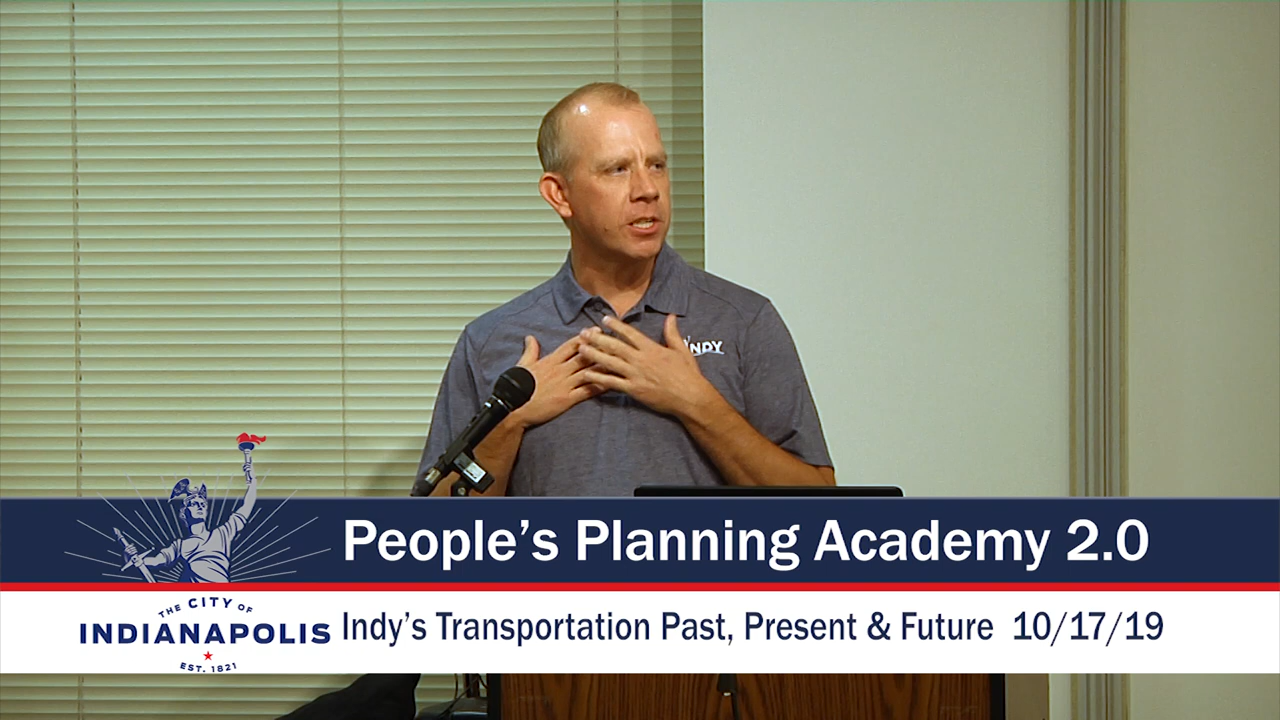 INDY
People's Planning Academy 2.0
THE CITY OF
INDIANAPOLIS
EST. 1821
Indy's Transportation Past, Present & Future 10/17/19